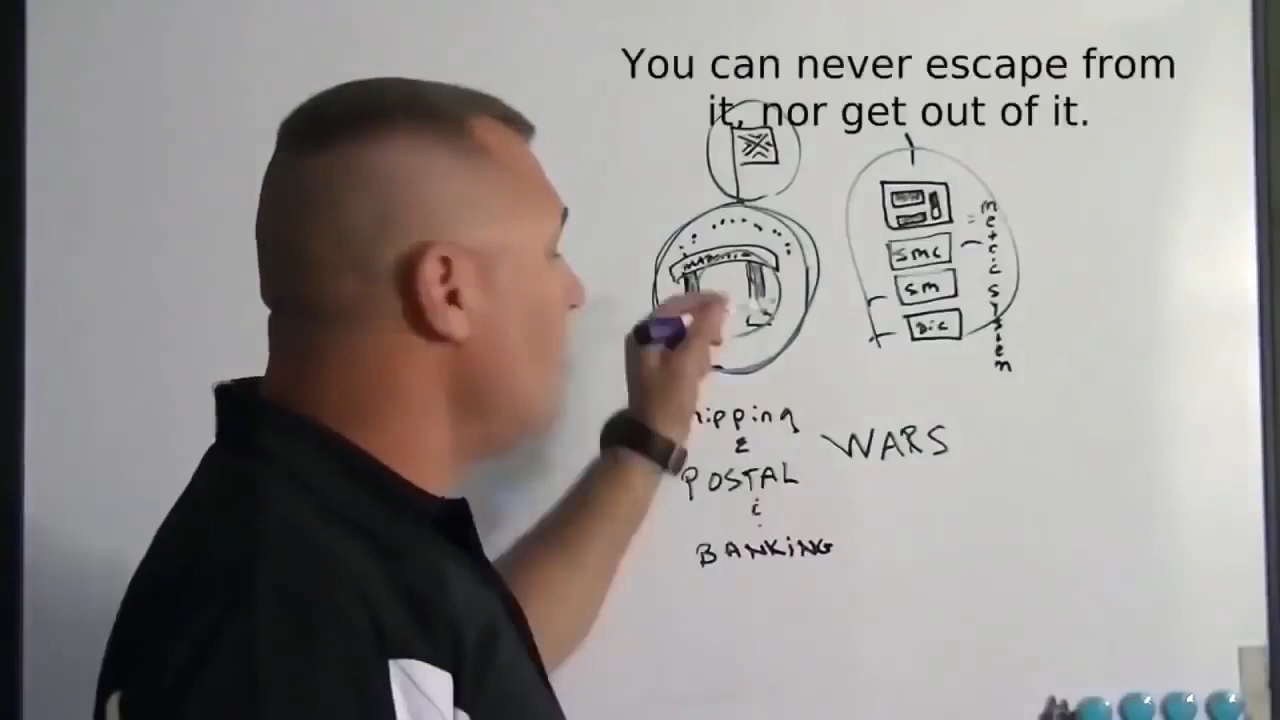 You can never escape from
it, nor get out of it.
SMC
SM
DiC
= metric system
hipping
&
POSTAL
&
BANKiNG
WARS